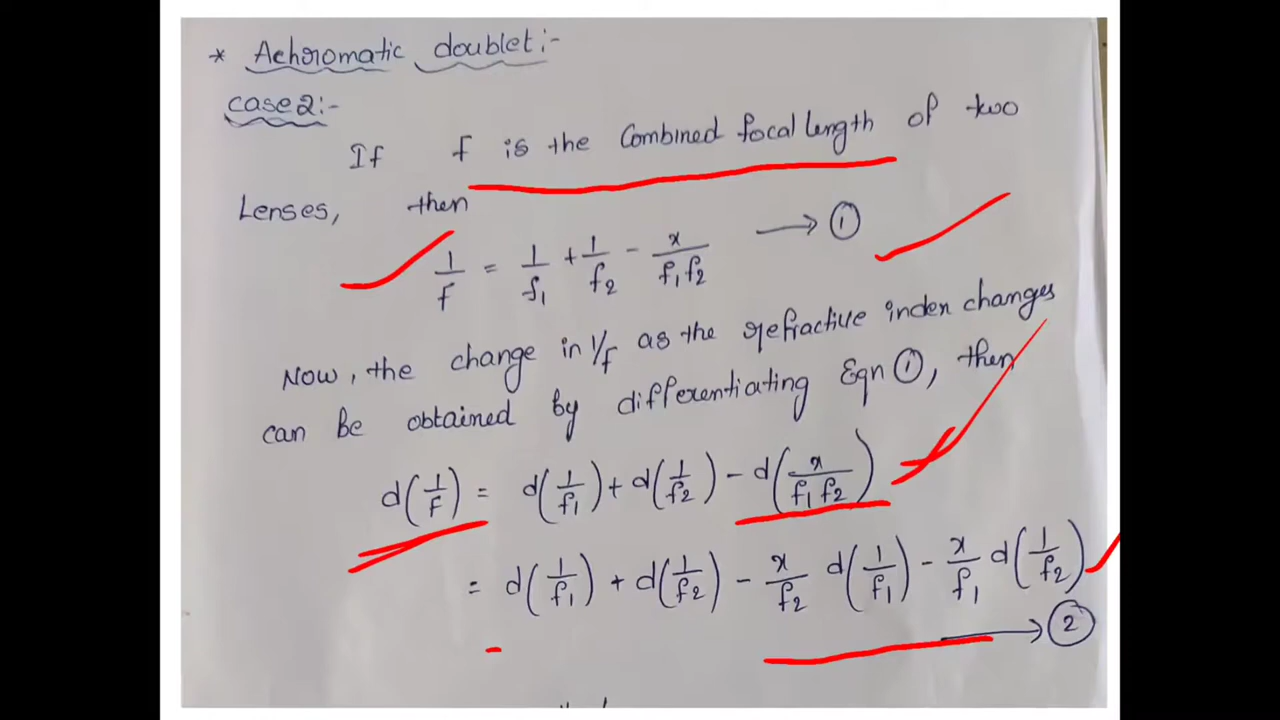 * Achromatic doublet:-
case 2:-
If f is the Combined focal length of two
Lenses, then
1/F = 1/f₁ + 1/f₂ - x/f₁f₂ → ①
Now, the change in 1/f as the refractive index changes
can be obtained by differentiating Eqn ①, then
d(1/F) = d(1/f₁) + d(1/f₂) - d(x/f₁f₂)
= d(1/f₁) + d(1/f₂) - x/f₂ d(1/f₁) - x/f₁ d(1/f₂)
→ ②